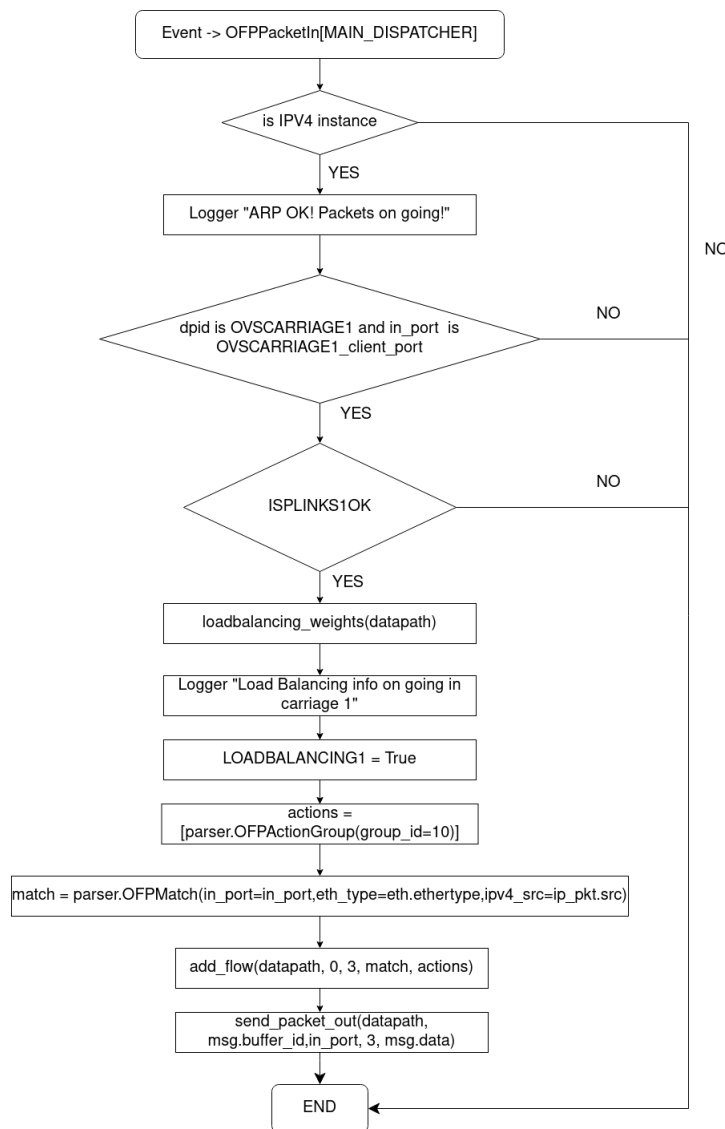 Event -> OFPPacketIn[MAIN_DISPATCHER]
is IPV4 instance
YES
Logger "ARP OK! Packets on going!"
NO
NO
dpid is OVSCARRIAGE1 and in_port is
OVSCARRIAGE1_client_port
YES
NO
ISPLINKS1OK
YES
loadbalancing_weights(datapath)
Logger "Load Balancing info on going in
carriage 1"
LOADBALANCING1 = True
actions =
[parser.OFPActionGroup(group_id=10)]
match = parser.OFPMatch(in_port=in_port,eth_type=eth.ethertype,ipv4_src=ip_pkt.src)
add_flow(datapath, 0, 3, match, actions)
send_packet_out(datapath,
msg.buffer_id,in_port, 3, msg.data)
END